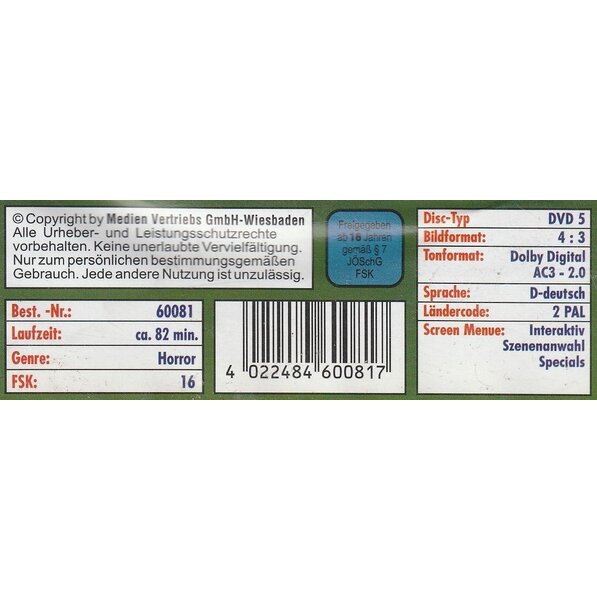 © Copyright by Medien Vertriebs GmbH-Wiesbaden
Alle Urheber- und Leistungsschutzrechte
vorbehalten. Keine unerlaubte Vervielfältigung.
Nur zum persönlichen bestimmungsgemäßen
Gebrauch. Jede andere Nutzung ist unzulässig.
Freigegeben
ab 16 Jahren
gemäß § 7
JÖSchG
FSK
Disc-Typ DVD 5
Bildformat: 4 : 3
Tonformat: Dolby Digital
AC3 - 2.0
Sprache: D-deutsch
Ländercode: 2 PAL
Screen Menue: Interaktiv
Szenenanwahl
Specials
Best. -Nr.: 60081
Laufzeit: ca. 82 min.
Genre: Horror
FSK: 16
4 022484 600817